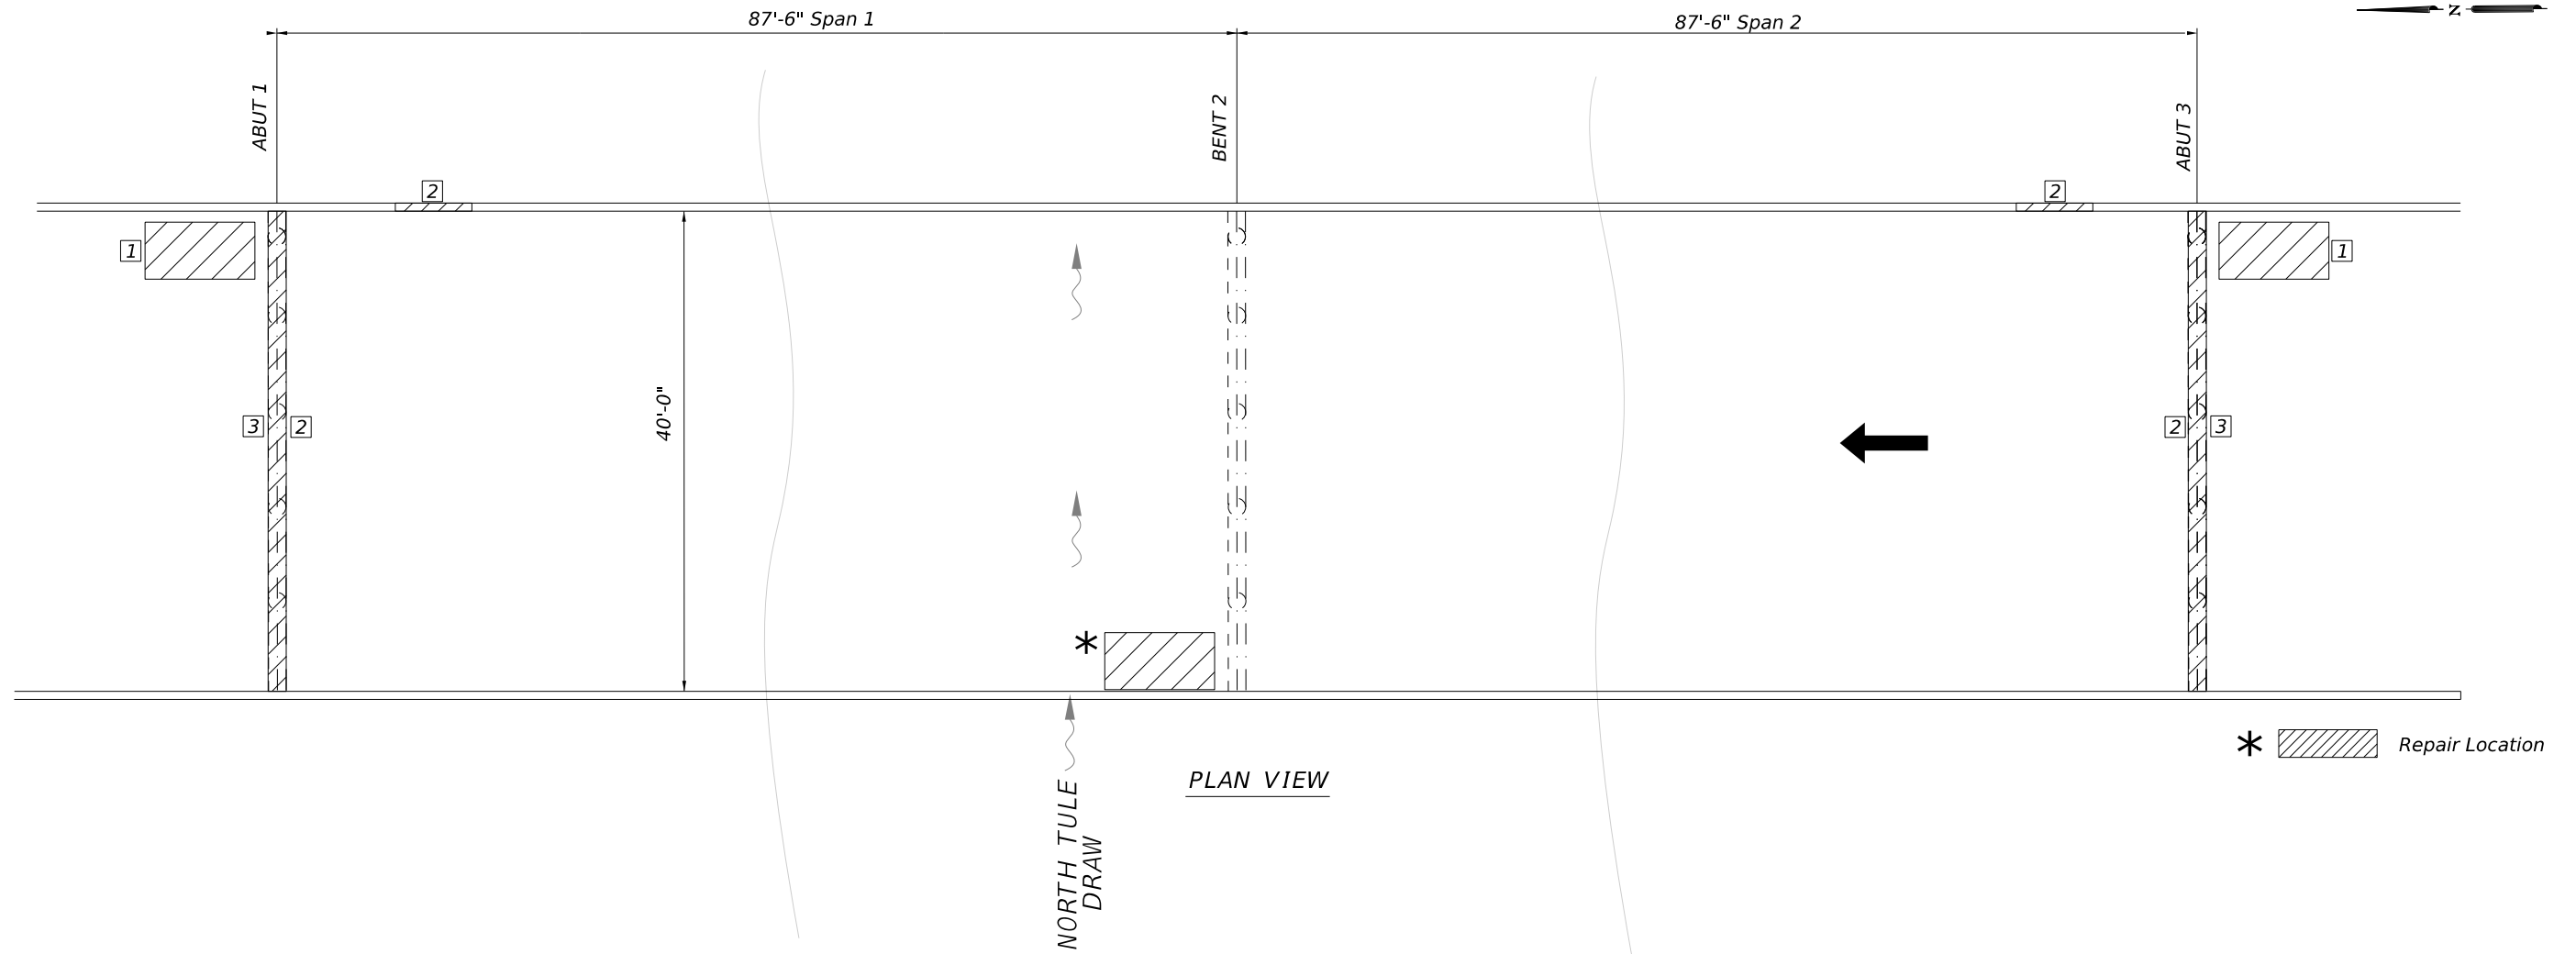 87'-6" Span 1
87'-6" Span 2
N
ABUT 1
BENT 2
ABUT 3
2
2
1
1
40'-0"
3
2
2
3
*
* Repair Location
PLAN VIEW
NORTH TULE
DRAW